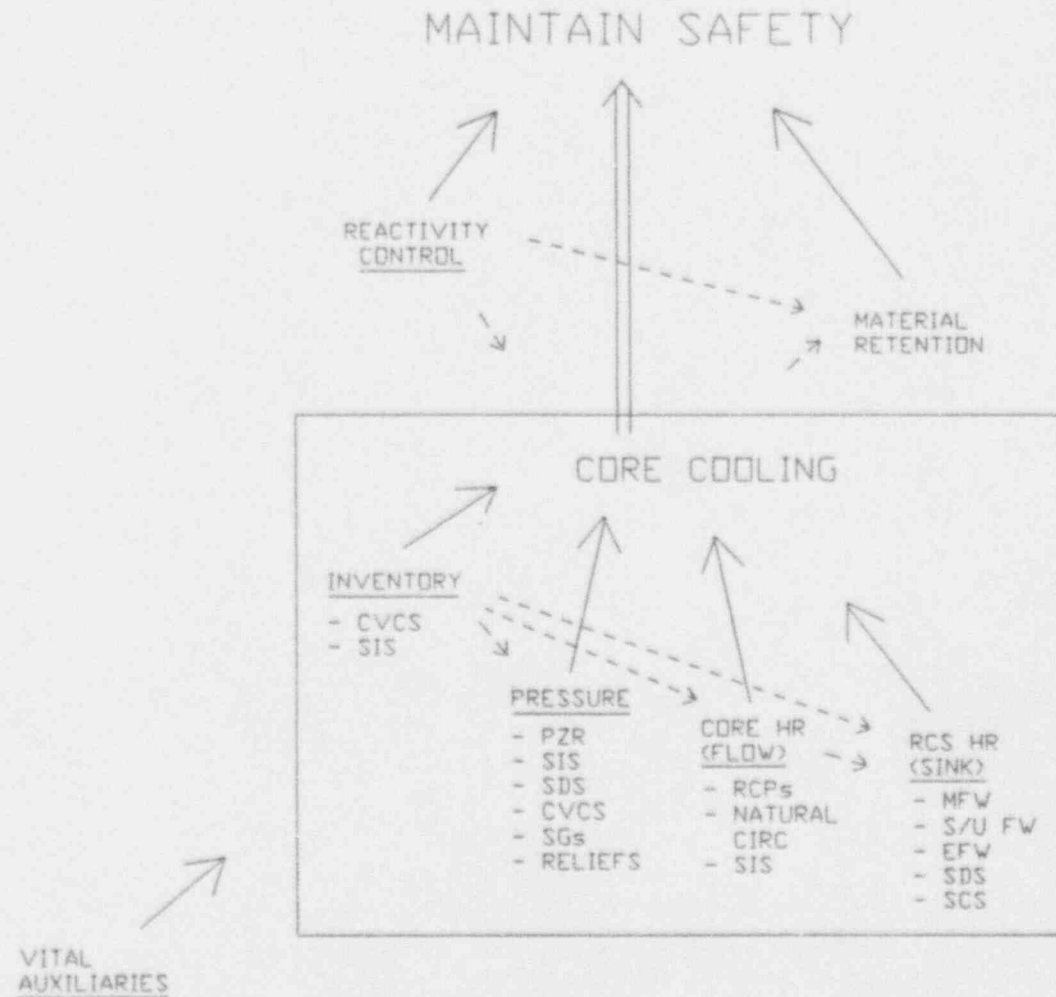 MAINTAIN SAFETY
REACTIVITY
CONTROL
MATERIAL
RETENTION
CORE COOLING
INVENTORY
- CVCS
- SIS
PRESSURE
- PZR
- SIS
- SDS
- CVCS
- SGs
- RELIEFS
CORE HR
(FLOW)
- RCPs
- NATURAL
CIRC
- SIS
RCS HR
(SINK)
- MFW
- S/U FW
- EFW
- SDS
- SCS
VITAL
AUXILIARIES